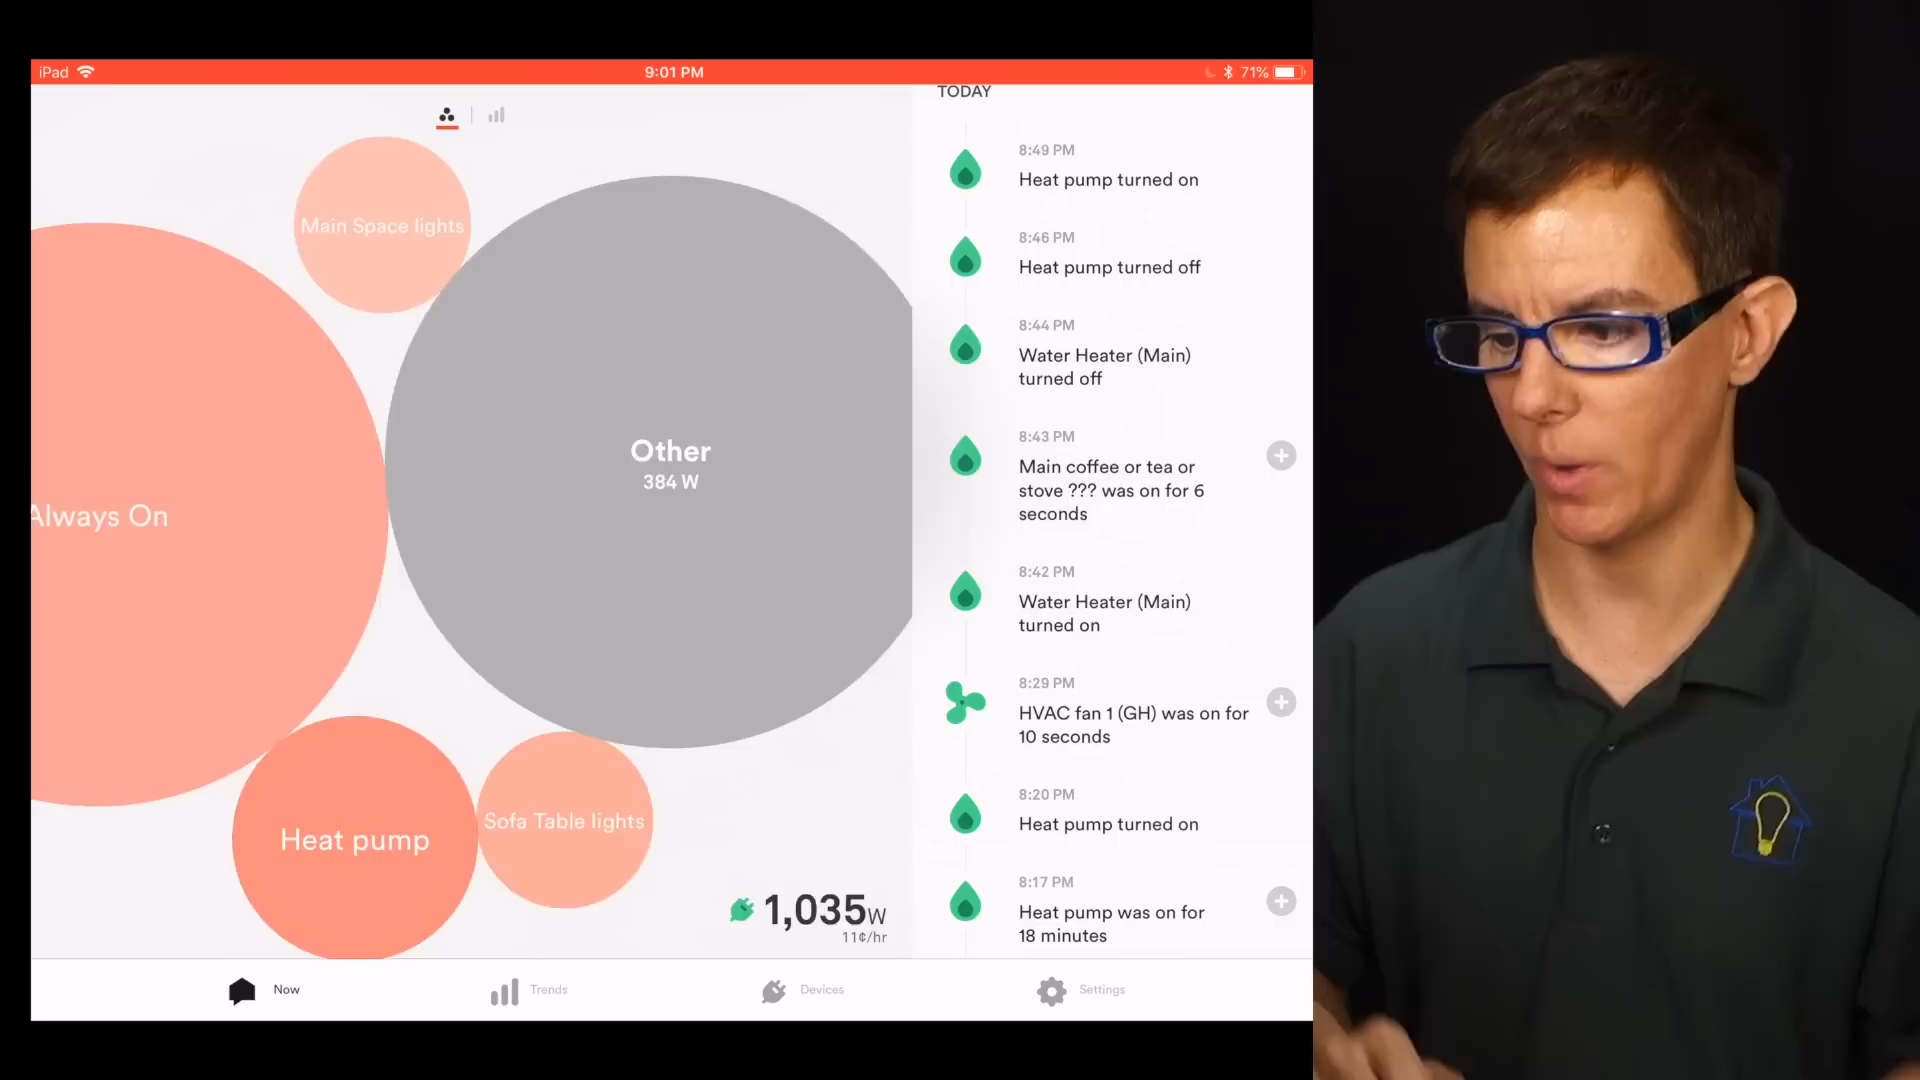 iPad
9:01 PM
71%
Main Space lights
Always On
Other
384 W
Heat pump
Sofa Table lights
1,035W
11¢/hr
TODAY
8:49 PM
Heat pump turned on
8:46 PM
Heat pump turned off
8:44 PM
Water Heater (Main)
turned off
8:43 PM
Main coffee or tea or
stove ??? was on for 6
seconds
8:42 PM
Water Heater (Main)
turned on
8:29 PM
HVAC fan 1 (GH) was on for
10 seconds
8:20 PM
Heat pump turned on
8:17 PM
Heat pump was on for
18 minutes
Now
Trends
Devices
Settings